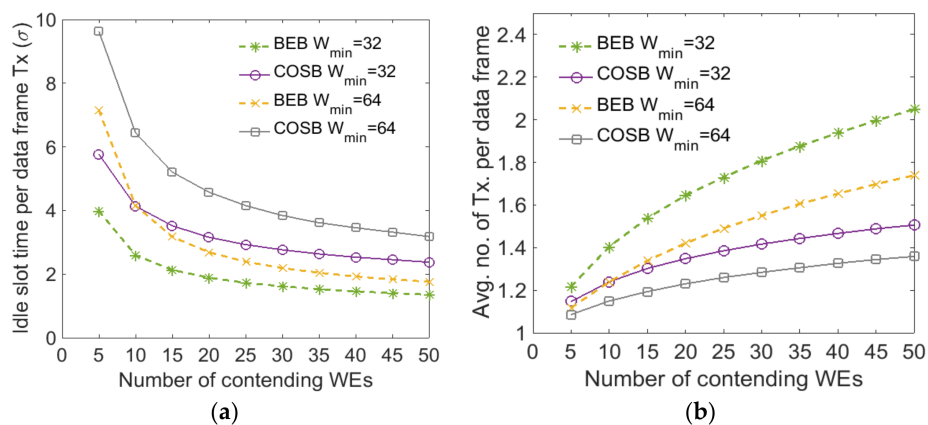 Idle slot time per data frame Tx (σ)
10
8
6
4
2
0
BEB W_min=32
COSB W_min=32
BEB W_min=64
COSB W_min=64
0 5 10 15 20 25 30 35 40 45 50
Number of contending WEs
(a)
Avg. no. of Tx. per data frame
2.4
2.2
2
1.8
1.6
1.4
1.2
1
BEB W_min=32
COSB W_min=32
BEB W_min=64
COSB W_min=64
0 5 10 15 20 25 30 35 40 45 50
Number of contending WEs
(b)